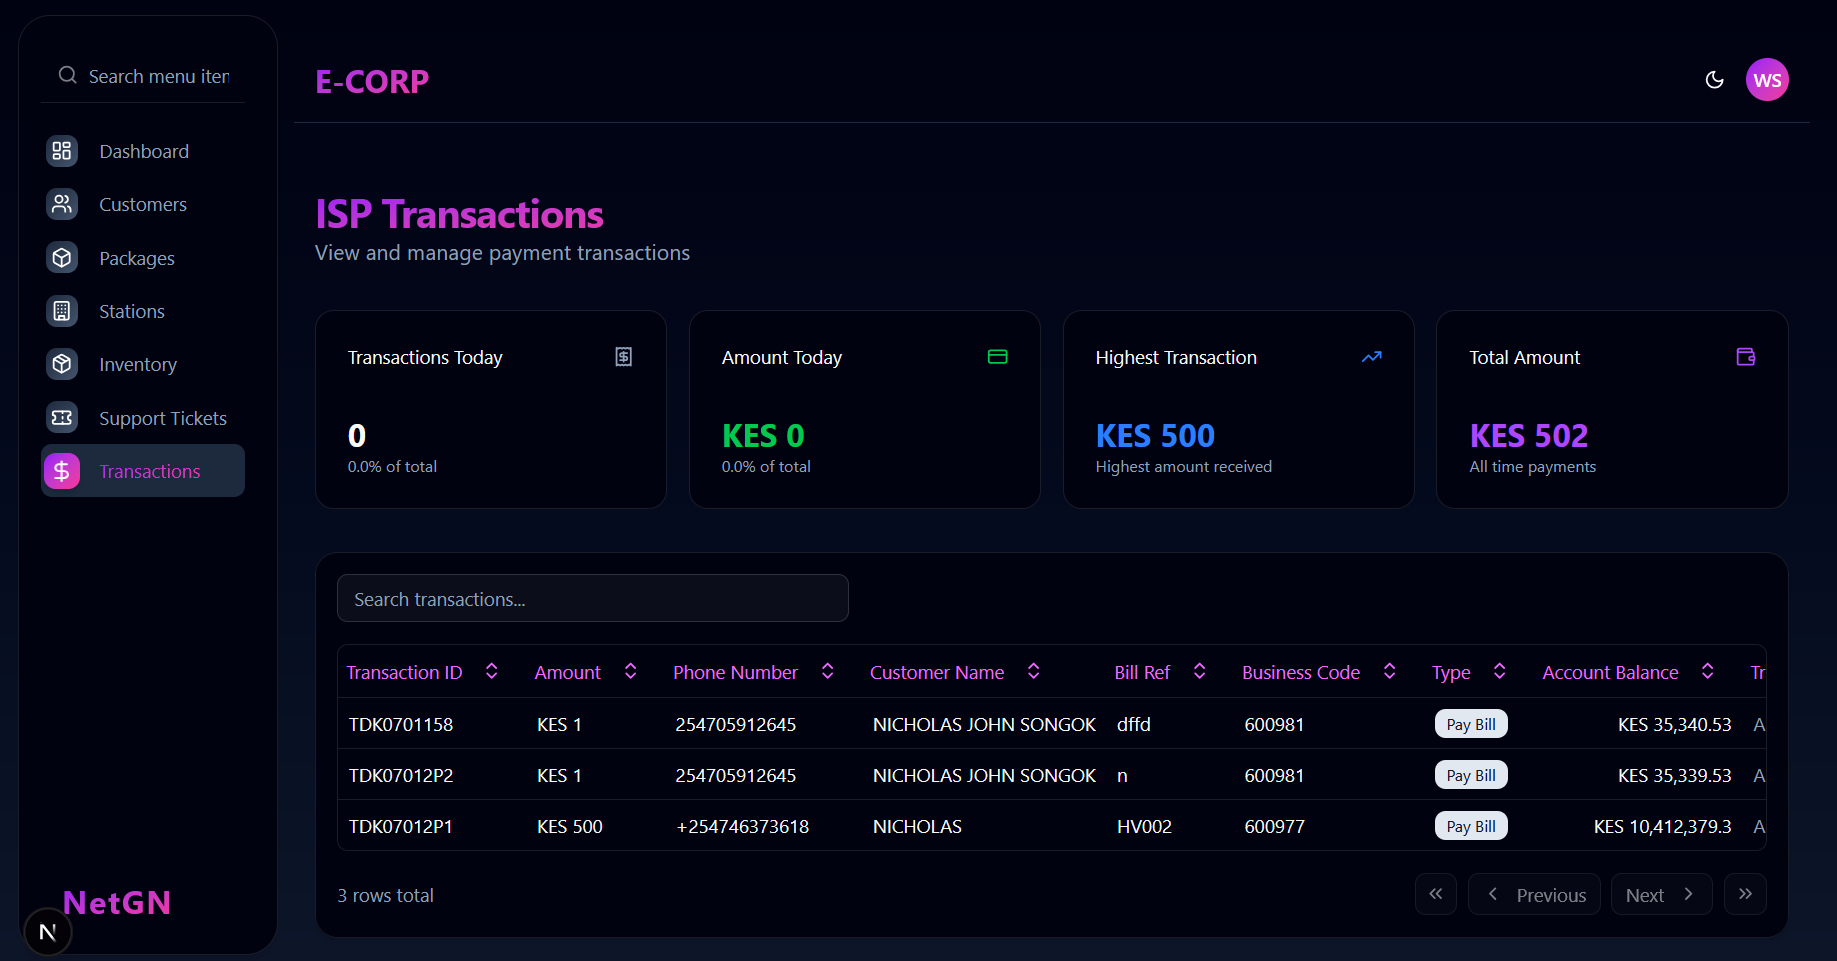 Search menu iter
Dashboard
Customers
Packages
Stations
Inventory
Support Tickets
Transactions
NetGN
N
E-CORP
WS
ISP Transactions
View and manage payment transactions
Transactions Today
0
0.0% of total
Amount Today
KES 0
0.0% of total
Highest Transaction
KES 500
Highest amount received
Total Amount
KES 502
All time payments
Search transactions...
Transaction ID Amount Phone Number Customer Name Bill Ref Business Code Type Account Balance Tr
TDK0701158 KES 1 254705912645 NICHOLAS JOHN SONGOK dffd 600981 Pay Bill KES 35,340.53 A
TDK07012P2 KES 1 254705912645 NICHOLAS JOHN SONGOK n 600981 Pay Bill KES 35,339.53 A
TDK07012P1 KES 500 +254746373618 NICHOLAS HV002 600977 Pay Bill KES 10,412,379.3 A
3 rows total
Previous Next